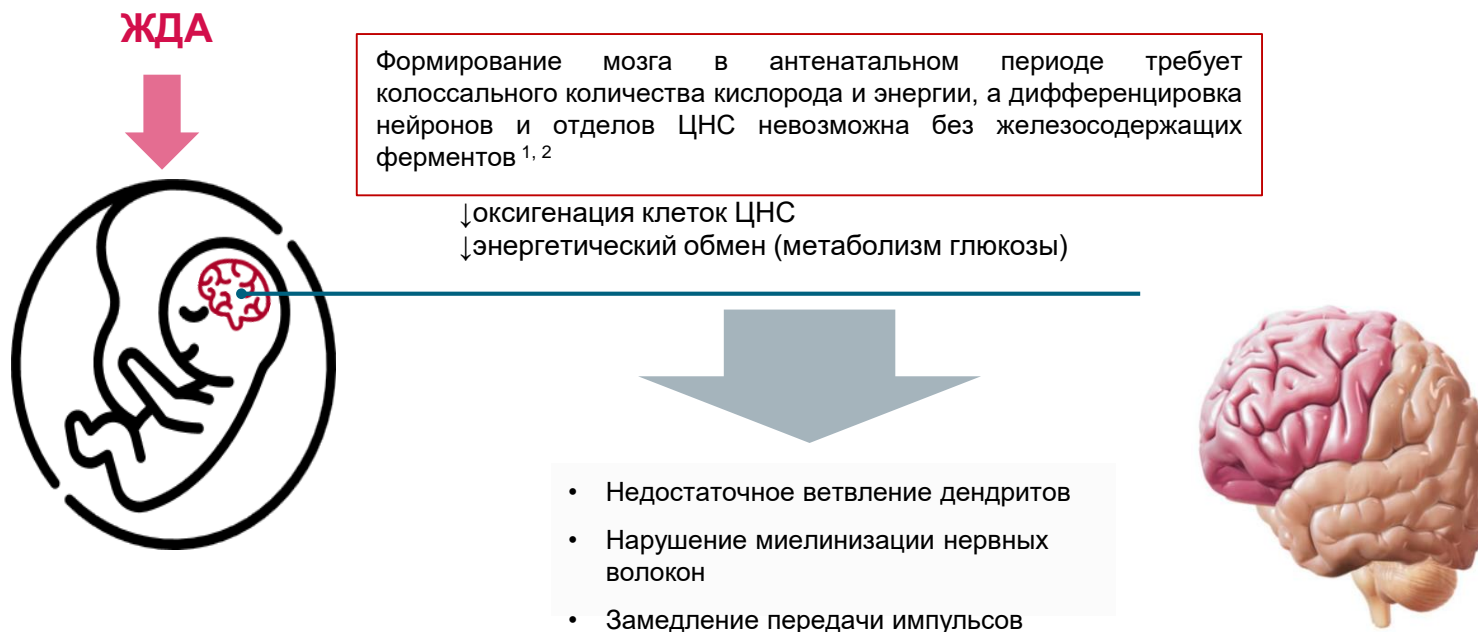 ЖДА
Формирование мозга в антенатальном периоде требует
колоссального количества кислорода и энергии, а дифференцировка
нейронов и отделов ЦНС невозможна без железосодержащих
ферментов 1, 2
↓оксигенация клеток ЦНС
↓энергетический обмен (метаболизм глюкозы)
• Недостаточное ветвление дендритов
• Нарушение миелинизации нервных
волокон
• Замедление передачи импульсов